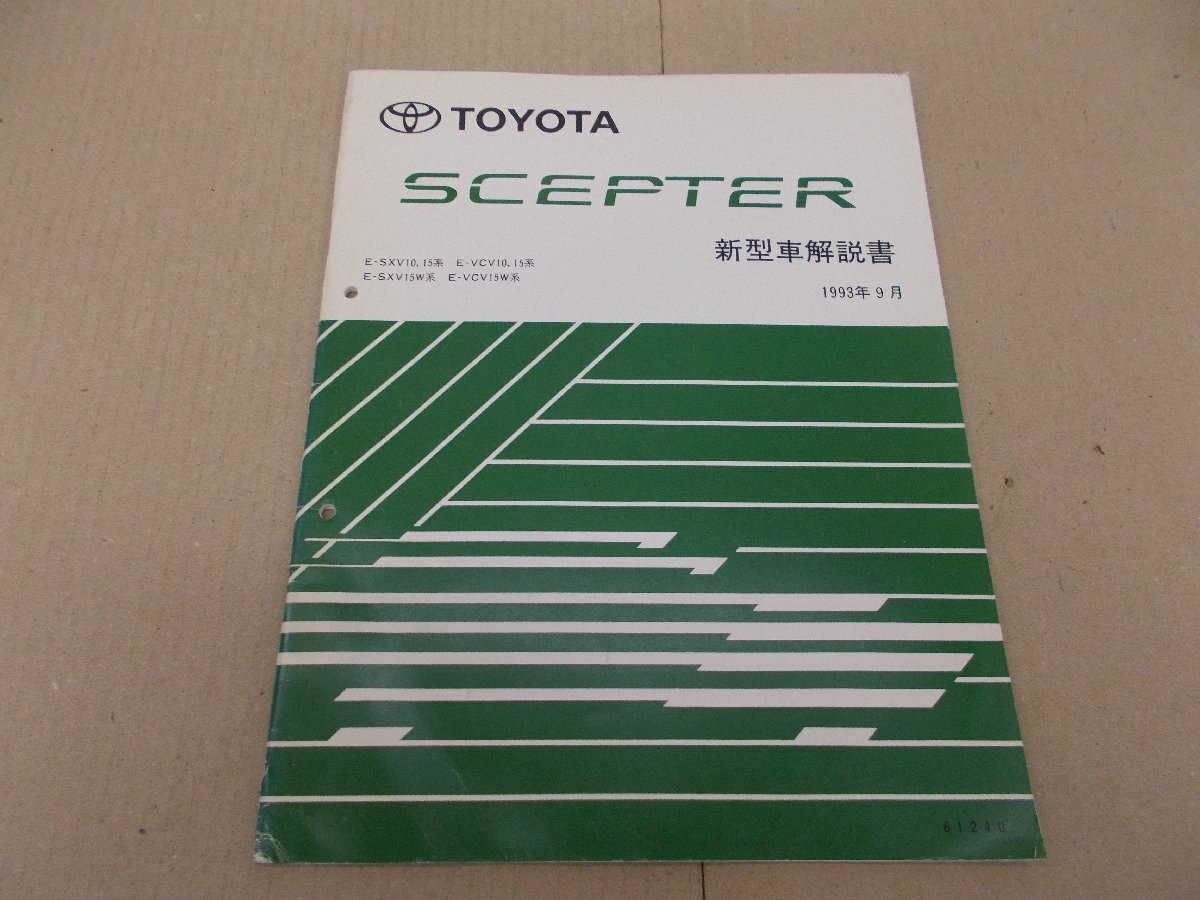 TOYOTA
SCEPTER
新型車解説書
E-SXV10,15系 E-VCV10,15系
E-SXV15W系 E-VCV15W系
1993年9月
61240